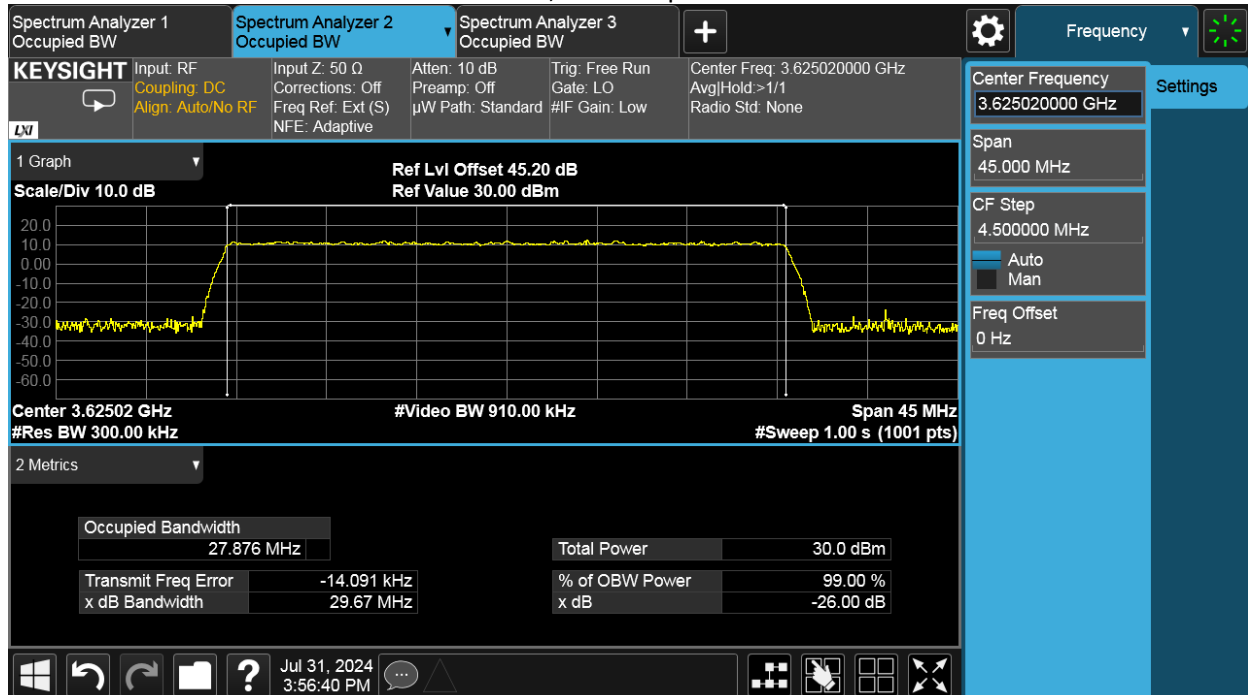 Spectrum Analyzer 1
Occupied BW
Spectrum Analyzer 2
Occupied BW
Spectrum Analyzer 3
Occupied BW
Frequency
KEYSIGHT
LXI
Input: RF
Coupling: DC
Align: Auto/No RF
Input Z: 50 Ω
Corrections: Off
Freq Ref: Ext (S)
NFE: Adaptive
Atten: 10 dB
Preamp: Off
µW Path: Standard
Trig: Free Run
Gate: LO
#IF Gain: Low
Center Freq: 3.625020000 GHz
Avg|Hold:>1/1
Radio Std: None
1 Graph
Scale/Div 10.0 dB
Ref Lvl Offset 45.20 dB
Ref Value 30.00 dBm
20.0
10.0
0.00
-10.0
-20.0
-30.0
-40.0
-50.0
-60.0
Center 3.62502 GHz
#Res BW 300.00 kHz
#Video BW 910.00 kHz
Span 45 MHz
#Sweep 1.00 s (1001 pts)
2 Metrics
Occupied Bandwidth
27.876 MHz
Total Power 30.0 dBm
Transmit Freq Error -14.091 kHz
% of OBW Power 99.00 %
x dB Bandwidth 29.67 MHz
x dB -26.00 dB
Center Frequency
3.625020000 GHz
Settings
Span
45.000 MHz
CF Step
4.500000 MHz
Auto
Man
Freq Offset
0 Hz
?
Jul 31, 2024
3:56:40 PM